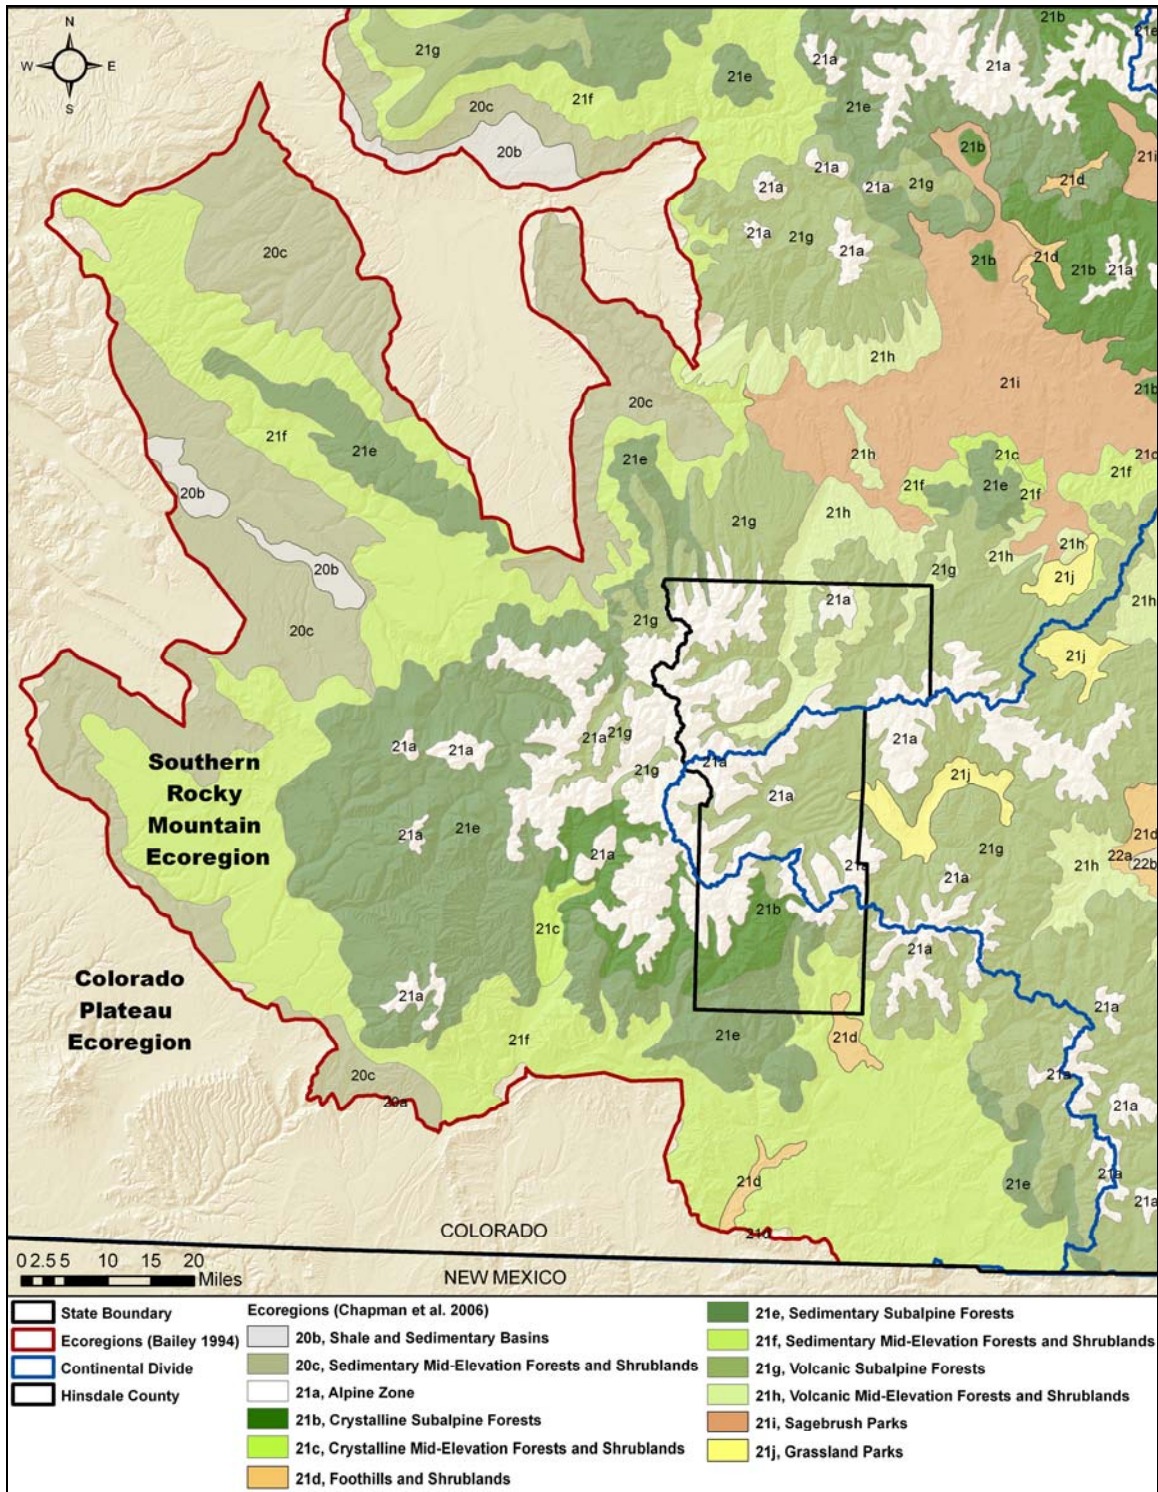 N
W E
S
21g
21e
21a
21b
21e
21a
20c
21f
21e
20b
21b
21i
21a
21a
21a
21g
21d
21a
21g
21a
20c
21b
21d
21b
21a
21h
21i
20c
21b
21f
21e
21e
21h
21c
21c
21f
21e
21f
21f
20b
21g
21h
21h
21h
21g
21j
20b
21a
21h
20c
21g
21j
21a
21g
21a
21a
21a
21a
21g
21a
21j
Southern
Rocky
Mountain
Ecoregion
21a
21a
21e
21a
21d
21g
22a
22b
21a
21h
21a
21b
21c
21a
Colorado
Plateau
Ecoregion
21a
21a
21f
21e
21d
20c
20a
21a
21a
21d
21e
21a
21a
21d
COLORADO
NEW MEXICO
0 2.5 5 10 15 20
Miles
State Boundary
Ecoregions (Bailey 1994)
Continental Divide
Hinsdale County
Ecoregions (Chapman et al. 2006)
20b, Shale and Sedimentary Basins
20c, Sedimentary Mid-Elevation Forests and Shrublands
21a, Alpine Zone
21b, Crystalline Subalpine Forests
21c, Crystalline Mid-Elevation Forests and Shrublands
21d, Foothills and Shrublands
21e, Sedimentary Subalpine Forests
21f, Sedimentary Mid-Elevation Forests and Shrublands
21g, Volcanic Subalpine Forests
21h, Volcanic Mid-Elevation Forests and Shrublands
21i, Sagebrush Parks
21j, Grassland Parks